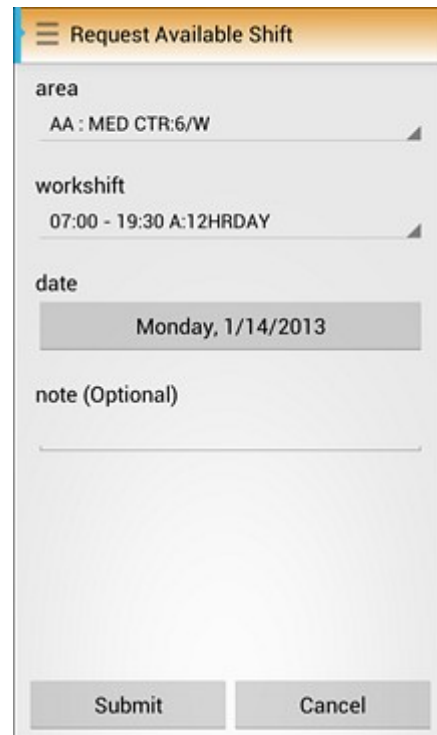 Request Available Shift
area
AA : MED CTR:6/W
workshift
07:00 - 19:30 A:12HRDAY
date
Monday, 1/14/2013
note (Optional)
Submit Cancel